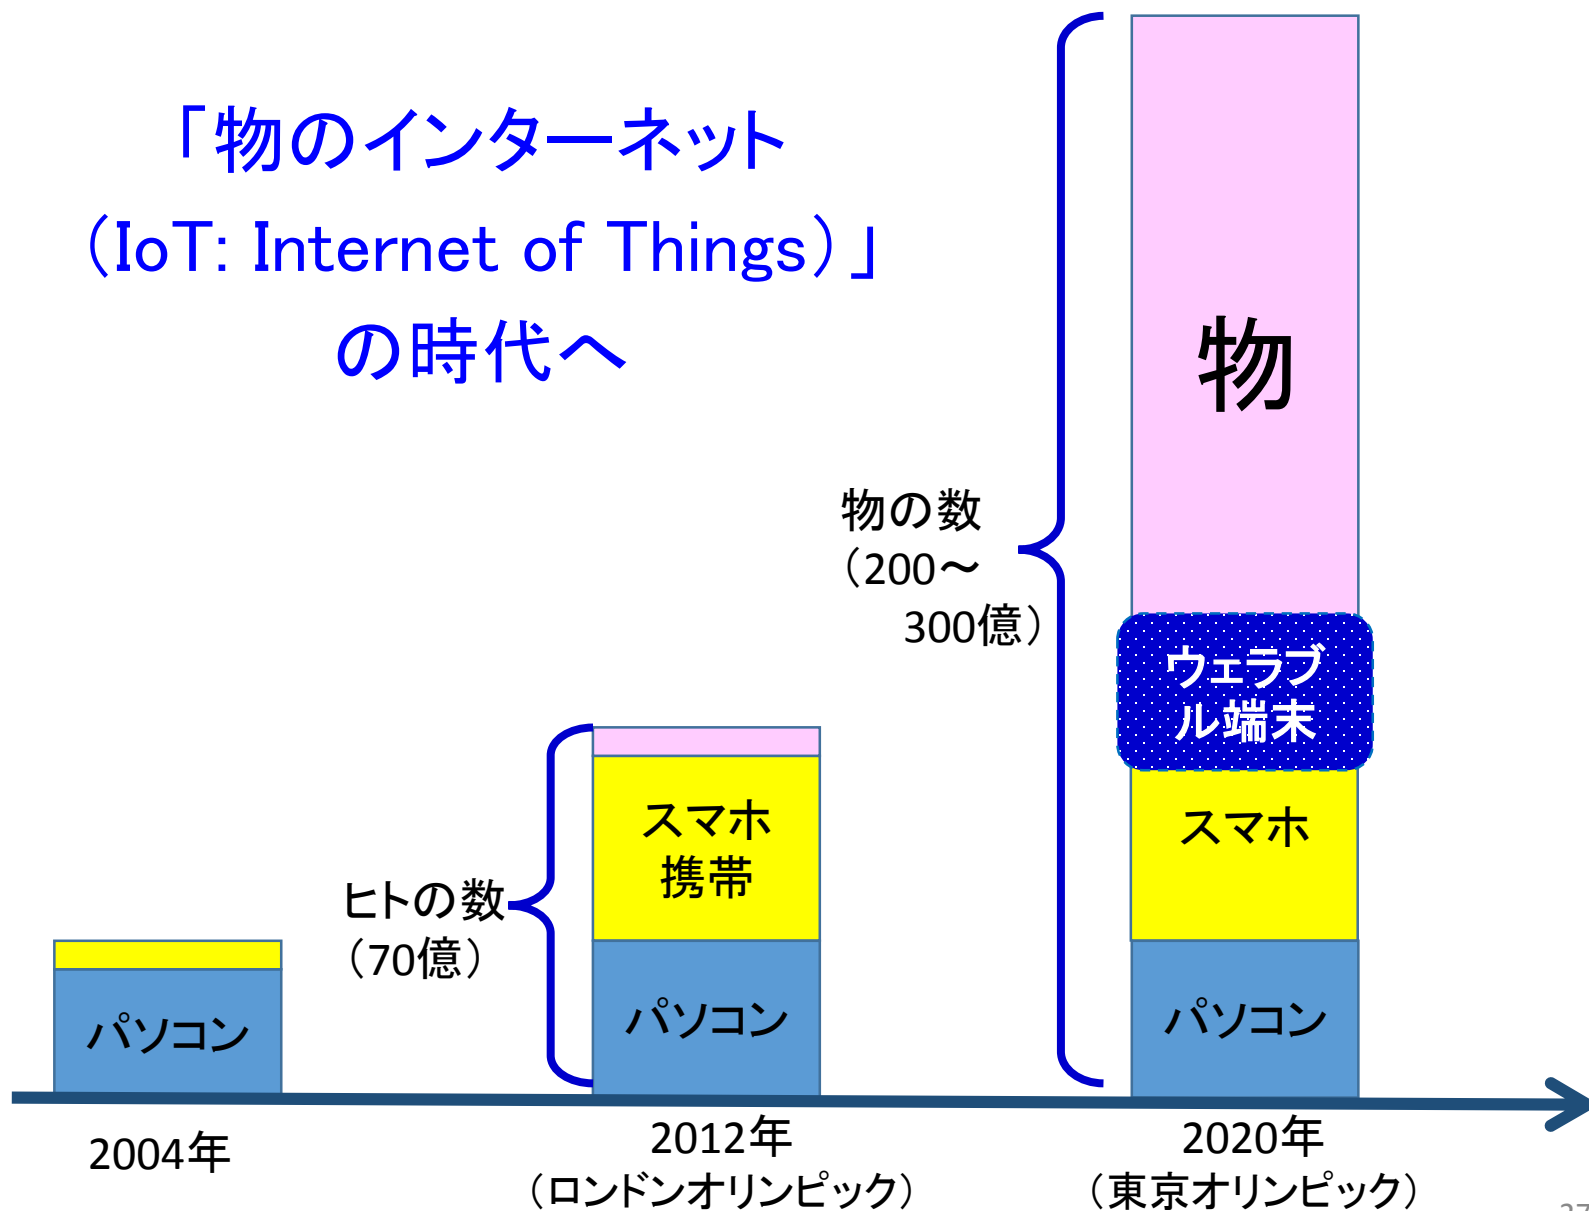 「物のインターネット
（IoT: Internet of Things）」
の時代へ
物
物の数
（200～
300億）
ウェラブ
ル端末
スマホ
携帯
スマホ
ヒトの数
（70億）
パソコン
パソコン
パソコン
2004年
2012年
（ロンドンオリンピック）
2020年
（東京オリンピック）